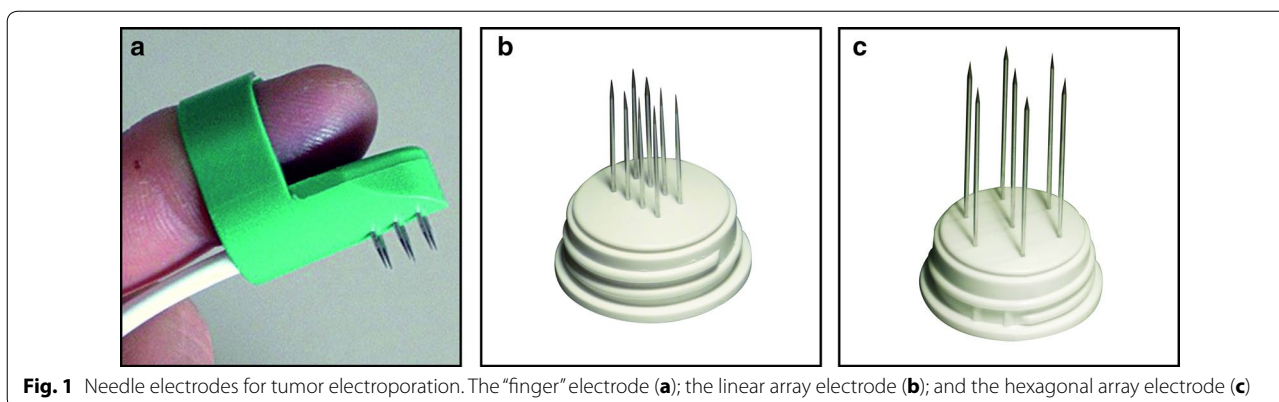 a
b
c
Fig. 1 Needle electrodes for tumor electroporation. The “finger” electrode (a); the linear array electrode (b); and the hexagonal array electrode (c)